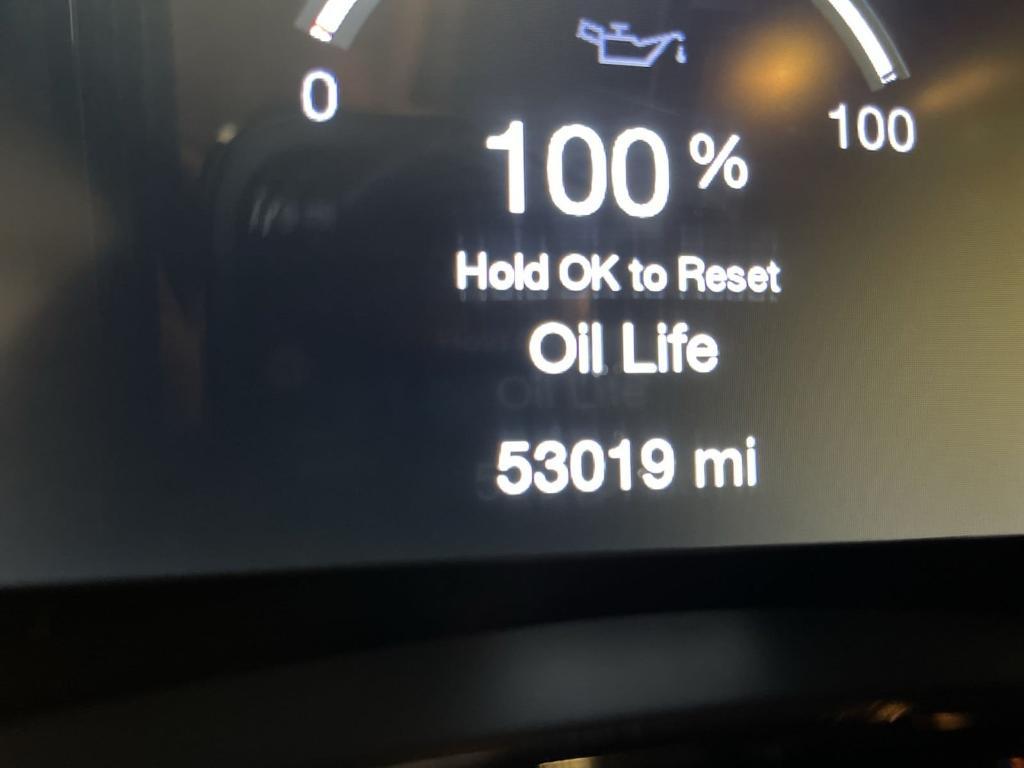 0
100
100 %
Hold OK to Reset
Oil Life
53019 mi